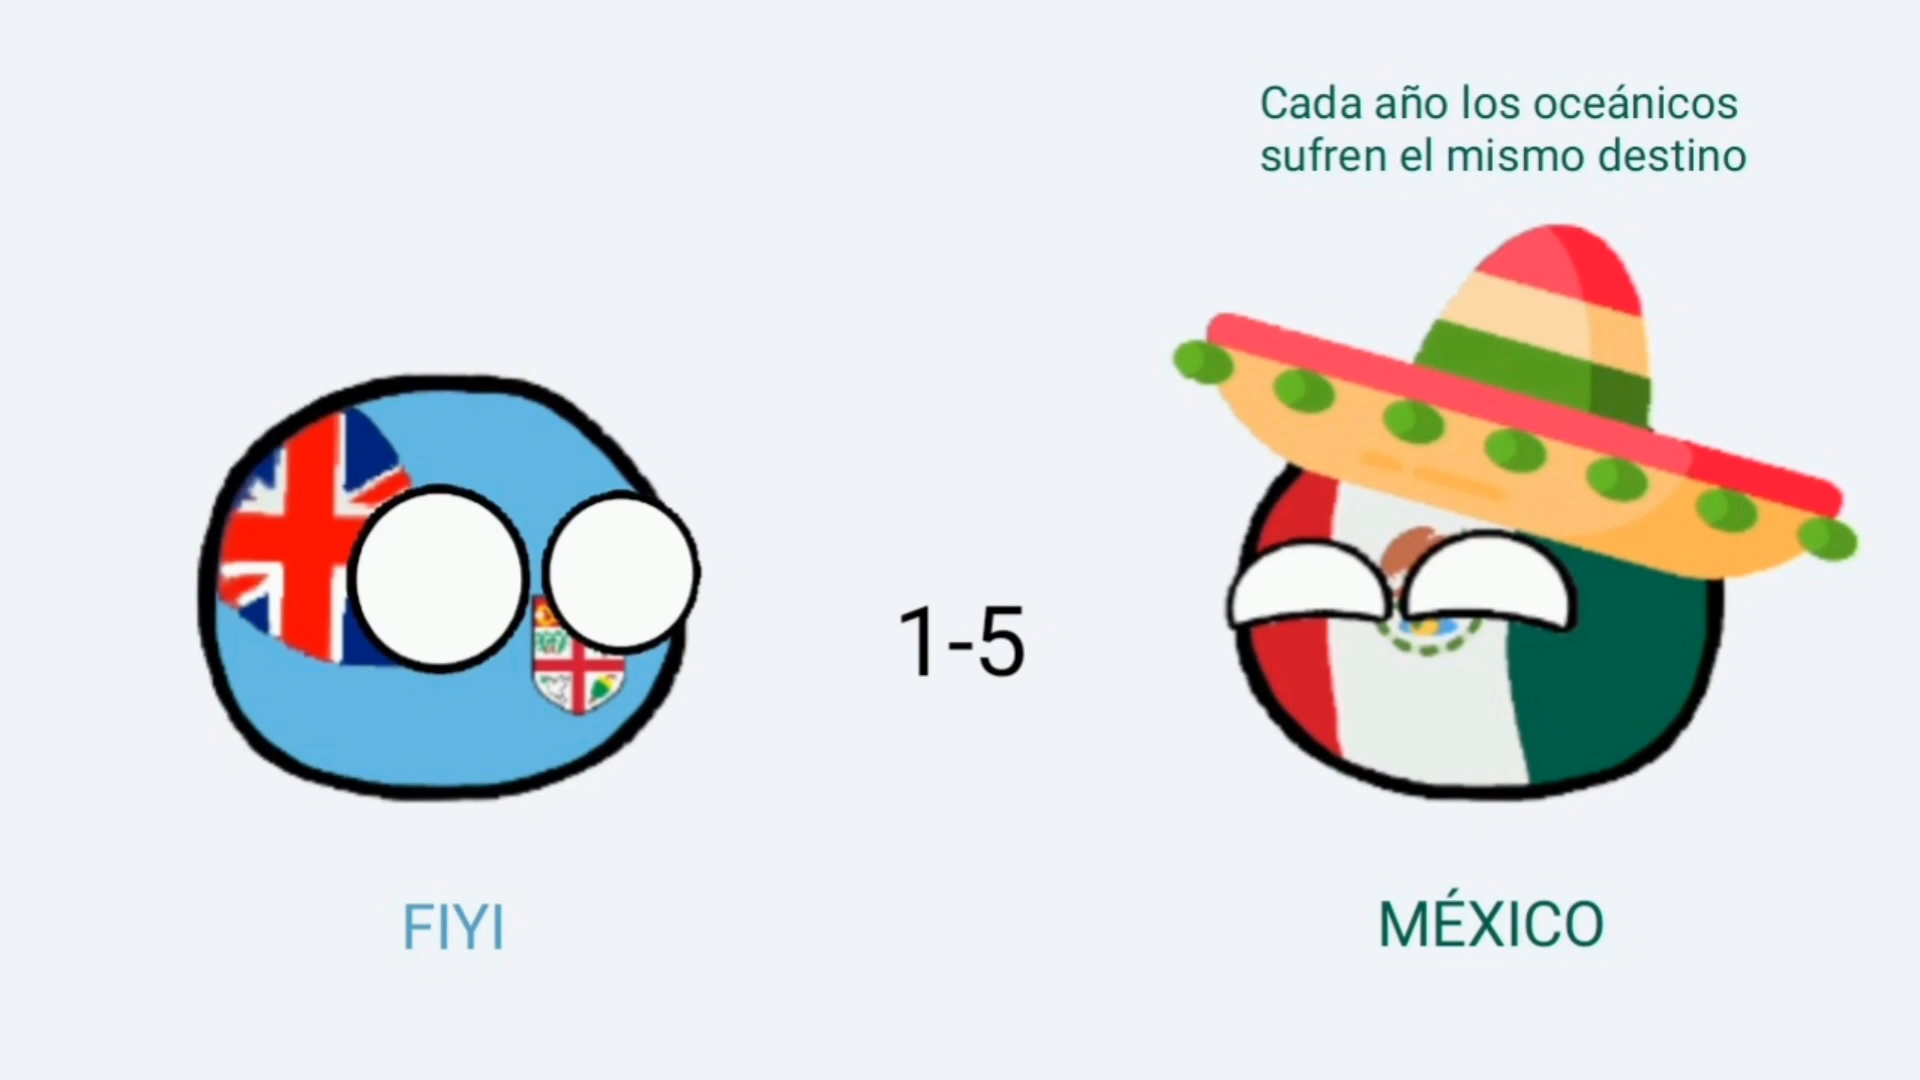 Cada año los oceánicos
sufren el mismo destino
1-5
FIYI
MÉXICO